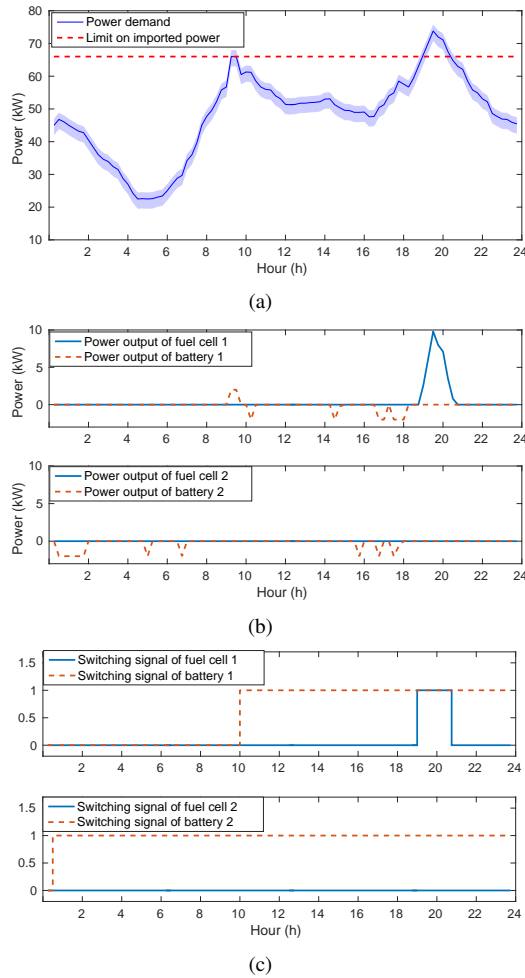 80
70
60
50
40
30
20
10
Power (kW)
Power demand
Limit on imported power
2 4 6 8 10 12 14 16 18 20 22 24
Hour (h)
(a)
10
5
0
Power (kW)
Power output of fuel cell 1
Power output of battery 1
2 4 6 8 10 12 14 16 18 20 22 24
Hour (h)
10
5
0
Power (kW)
Power output of fuel cell 2
Power output of battery 2
2 4 6 8 10 12 14 16 18 20 22 24
Hour (h)
(b)
1.5
1
0.5
0
Switching signal of fuel cell 1
Switching signal of battery 1
2 4 6 8 10 12 14 16 18 20 22 24
Hour (h)
1.5
1
0.5
0
Switching signal of fuel cell 2
Switching signal of battery 2
2 4 6 8 10 12 14 16 18 20 22 24
Hour (h)
(c)